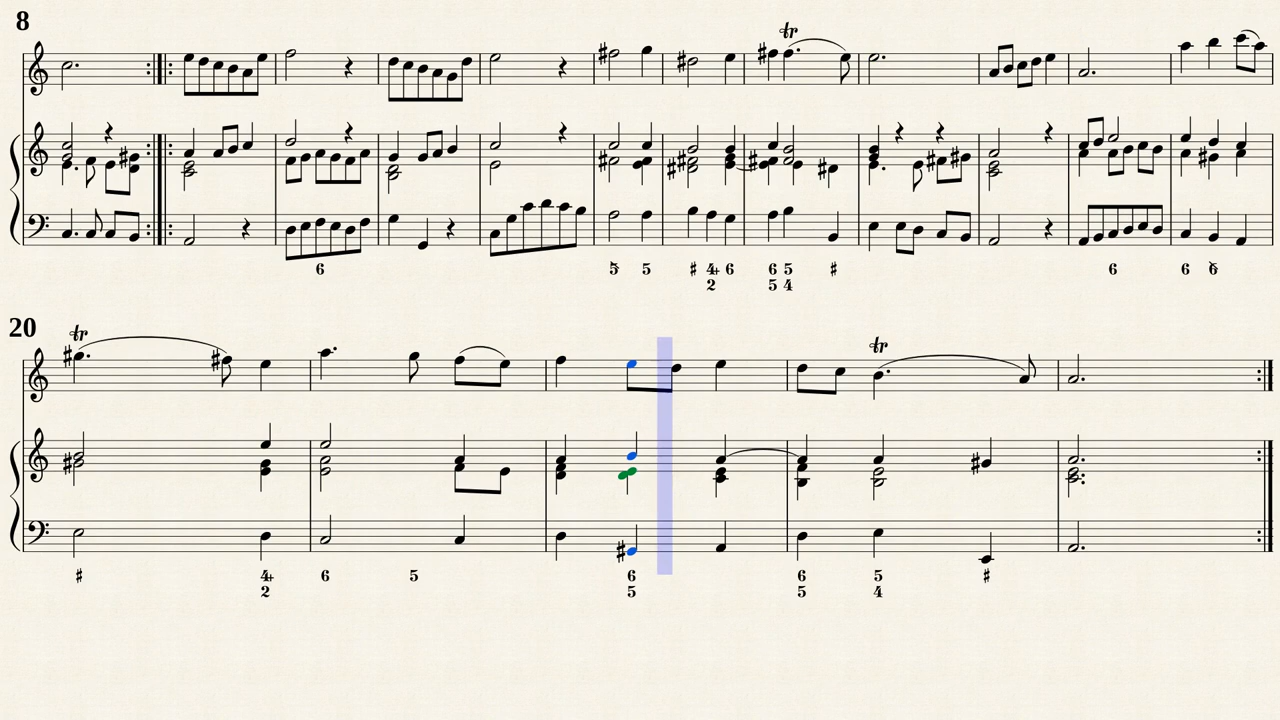 8
tr
6 5 5 ♯ 4+ 6 6 5 ♯ 6 6 6
2 5 4
20
tr tr
♯ 4+ 6 5 6 6 5 ♯
2 5 5 4